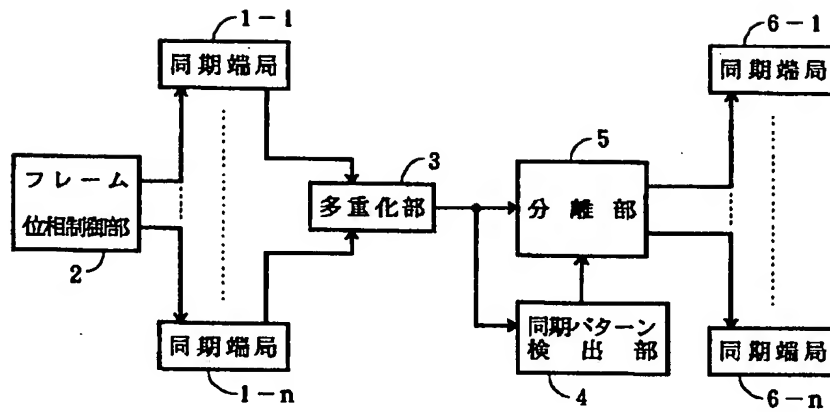 1-1
同期端局
6-1
同期端局
フレーム
位相制御部
2
3
多重化部
5
分離部
同期端局
1-n
同期パターン
検出部
4
同期端局
6-n